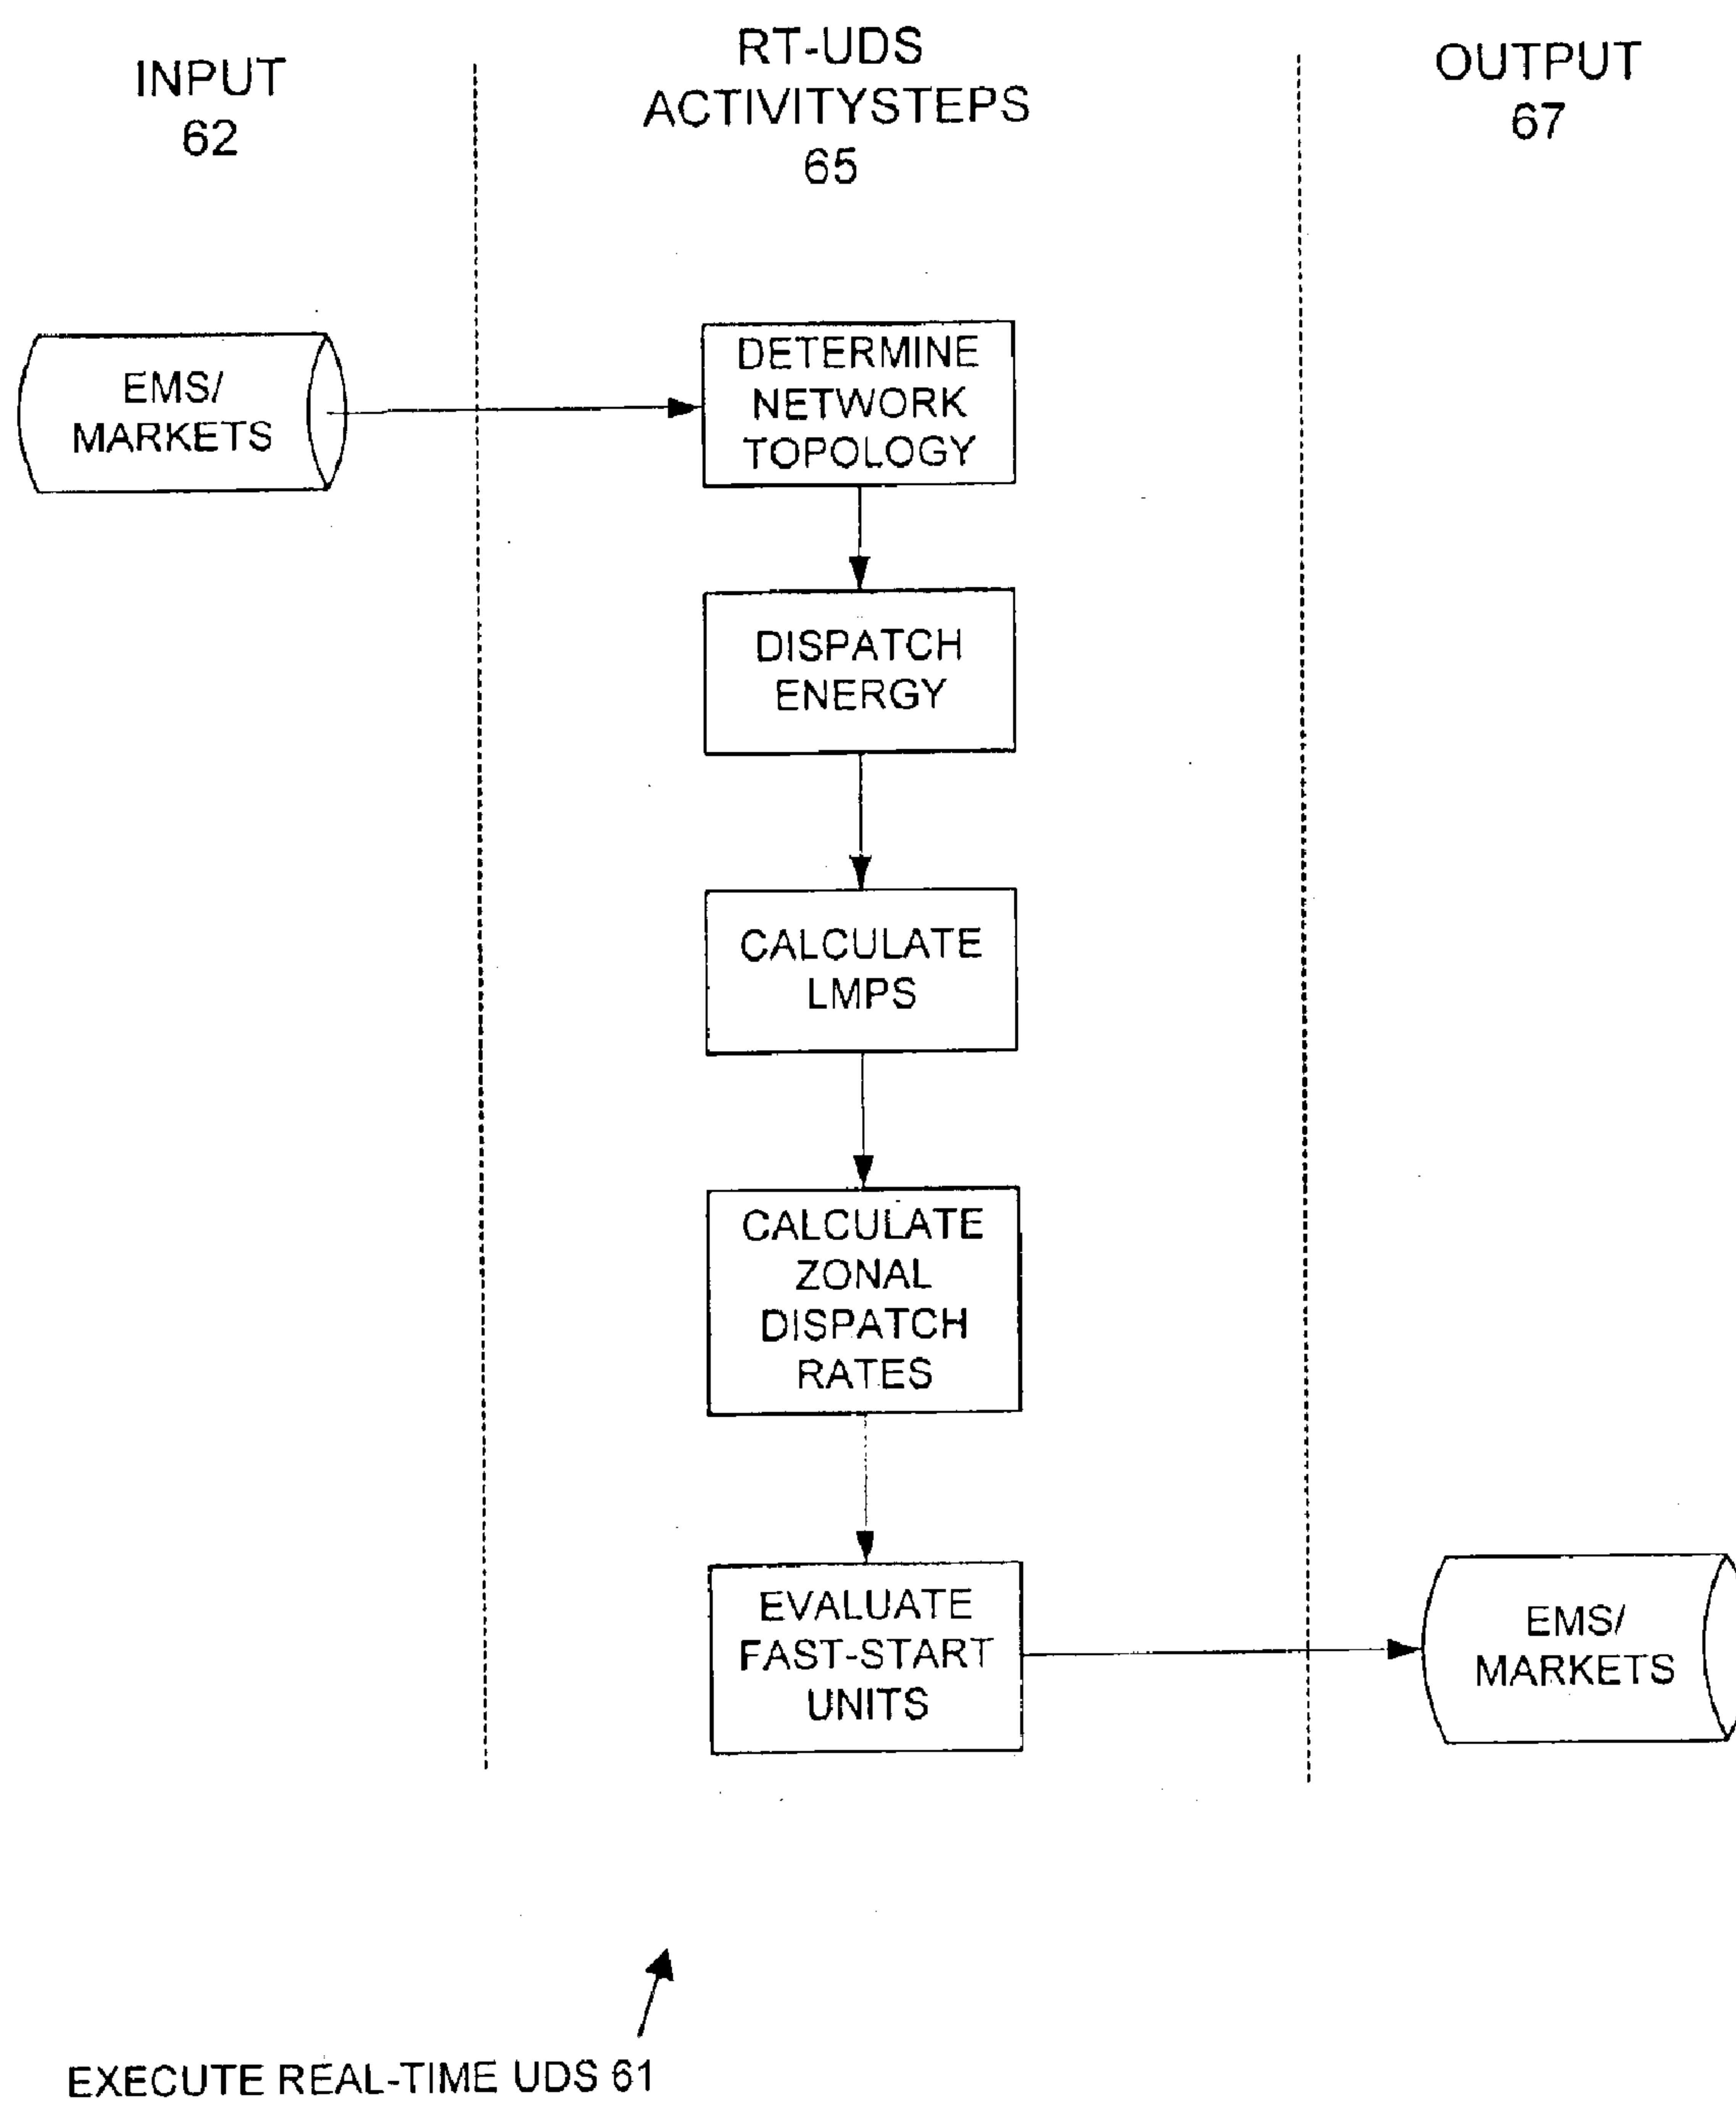 INPUT
62
RT-UDS
ACTIVITYSTEPS
65
OUTPUT
67
EMS/
MARKETS
DETERMINE
NETWORK
TOPOLOGY
DISPATCH
ENERGY
CALCULATE
LMPS
CALCULATE
ZONAL
DISPATCH
RATES
EVALUATE
FAST-START
UNITS
EMS/
MARKETS
EXECUTE REAL-TIME UDS 61